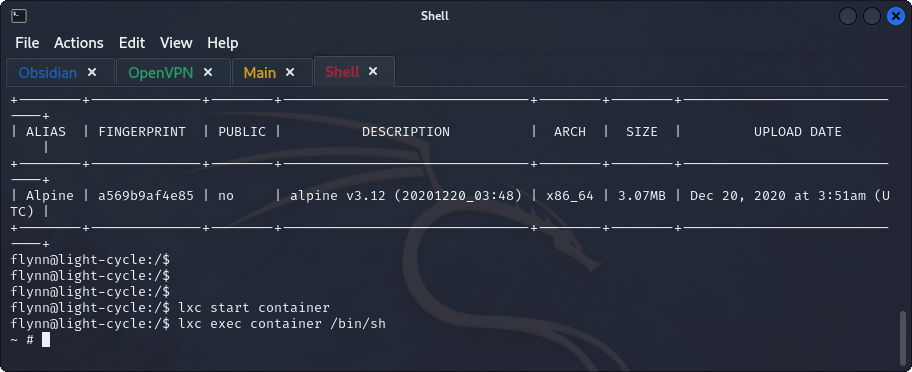 Shell
File Actions Edit View Help
Obsidian × OpenVPN × Main × Shell ×
+--------+--------------+--------+-------------------------------+--------+--------+--------------------------
----+
| ALIAS  | FINGERPRINT  | PUBLIC |          DESCRIPTION          |  ARCH  |  SIZE  |         UPLOAD DATE
    |
+--------+--------------+--------+-------------------------------+--------+--------+--------------------------
----+
| Alpine | a569b9af4e85 | no     | alpine v3.12 (20201220_03:48) | x86_64 | 3.07MB | Dec 20, 2020 at 3:51am (U
TC) |
+--------+--------------+--------+-------------------------------+--------+--------+--------------------------
----+
flynn@light-cycle:/$
flynn@light-cycle:/$
flynn@light-cycle:/$
flynn@light-cycle:/$ lxc start container
flynn@light-cycle:/$ lxc exec container /bin/sh
~ #